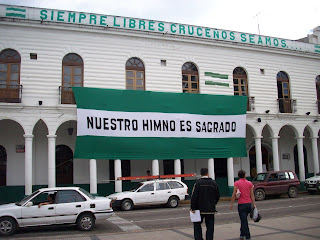 SIEMPRE LIBRES CRUCEÑOS SEAMOS...
NUESTRO HIMNO ES SAGRADO